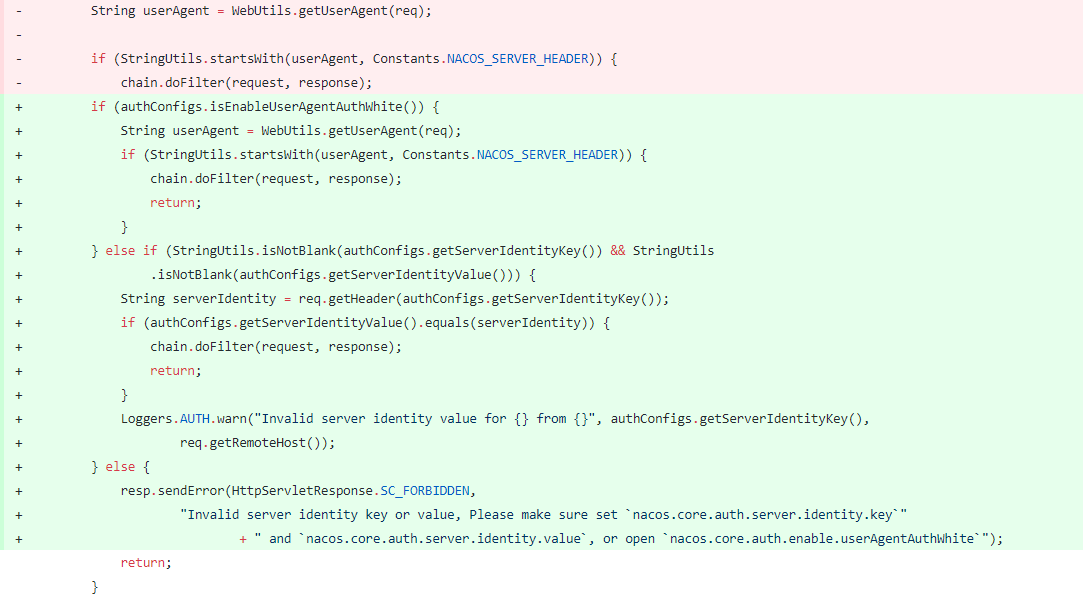 -         String userAgent = WebUtils.getUserAgent(req);
-
-         if (StringUtils.startsWith(userAgent, Constants.NACOS_SERVER_HEADER)) {
-             chain.doFilter(request, response);
+         if (authConfigs.isEnableUserAgentAuthWhite()) {
+             String userAgent = WebUtils.getUserAgent(req);
+             if (StringUtils.startsWith(userAgent, Constants.NACOS_SERVER_HEADER)) {
+                 chain.doFilter(request, response);
+                 return;
+             }
+         } else if (StringUtils.isNotBlank(authConfigs.getServerIdentityKey()) && StringUtils
+                 .isNotBlank(authConfigs.getServerIdentityValue())) {
+             String serverIdentity = req.getHeader(authConfigs.getServerIdentityKey());
+             if (authConfigs.getServerIdentityValue().equals(serverIdentity)) {
+                 chain.doFilter(request, response);
+                 return;
+             }
+             Loggers.AUTH.warn("Invalid server identity value for {} from {}", authConfigs.getServerIdentityKey(),
+                     req.getRemoteHost());
+         } else {
+             resp.sendError(HttpServletResponse.SC_FORBIDDEN,
+                     "Invalid server identity key or value, Please make sure set `nacos.core.auth.server.identity.key`"
+                             + " and `nacos.core.auth.server.identity.value`, or open `nacos.core.auth.enable.userAgentAuthWhite`");
              return;
          }